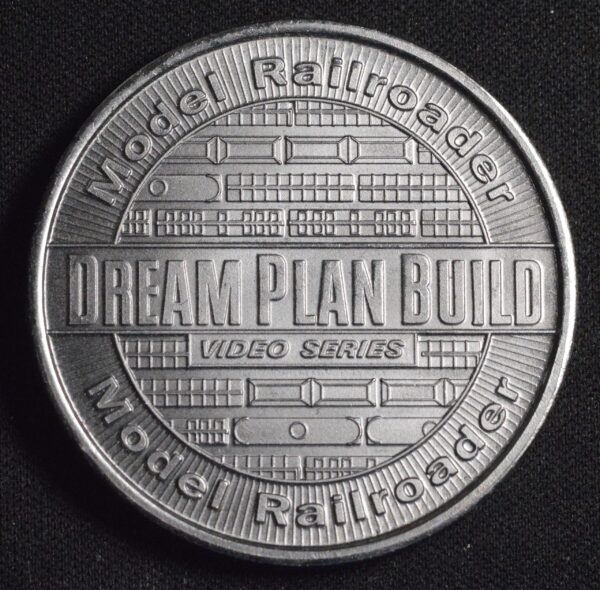 Model Railroader
DREAM PLAN BUILD
VIDEO SERIES
Model Railroader